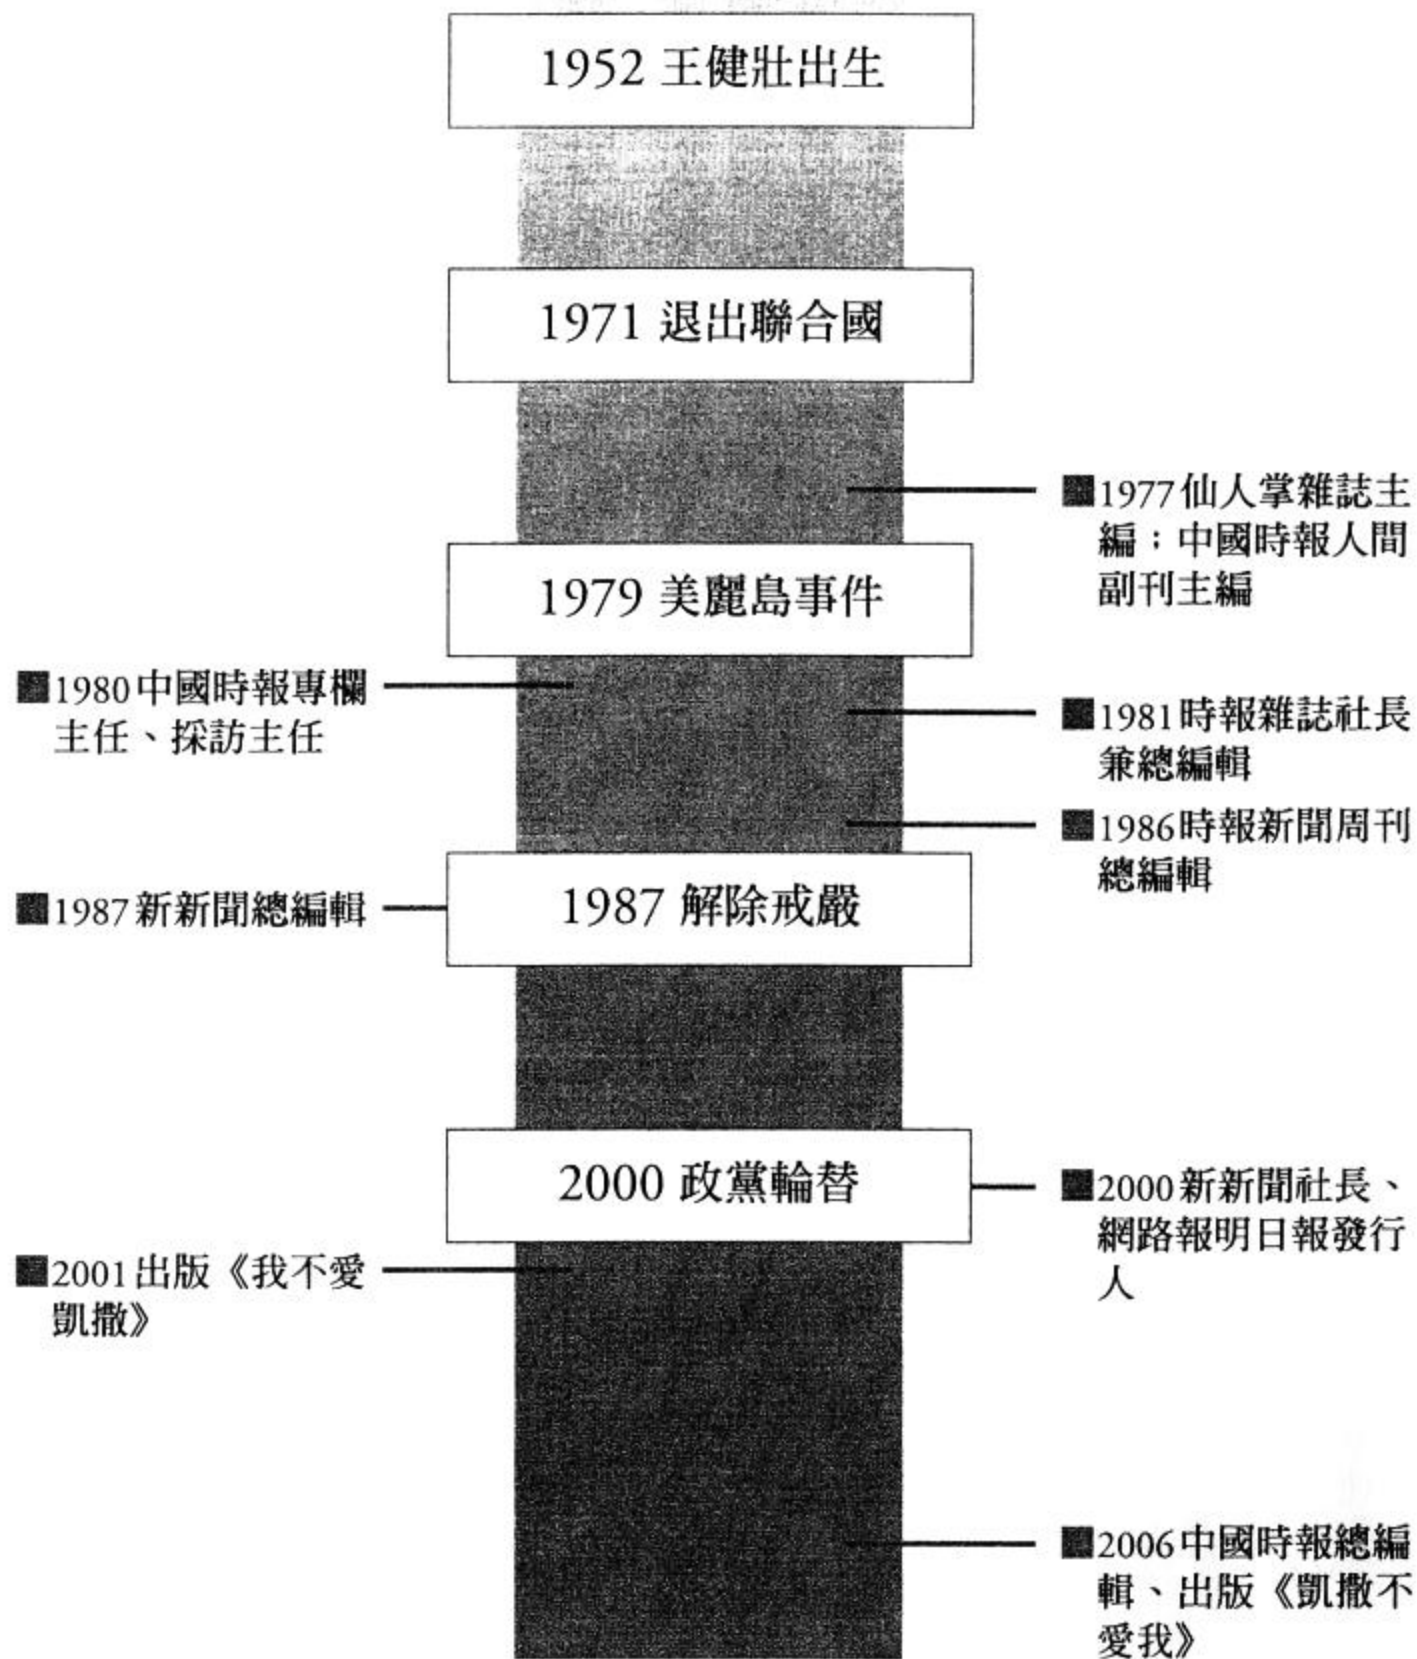 1952 王健壯出生
1971 退出聯合國
■1977仙人掌雜誌主
編；中國時報人間
副刊主編
1979 美麗島事件
■1980中國時報專欄
主任、採訪主任
■1981時報雜誌社長
兼總編輯
■1986時報新聞周刊
總編輯
■1987新新聞總編輯
1987 解除戒嚴
2000 政黨輪替
■2000新新聞社長、
網路報明日報發行
人
■2001出版《我不愛
凱撒》
■2006中國時報總編
輯、出版《凱撒不
愛我》